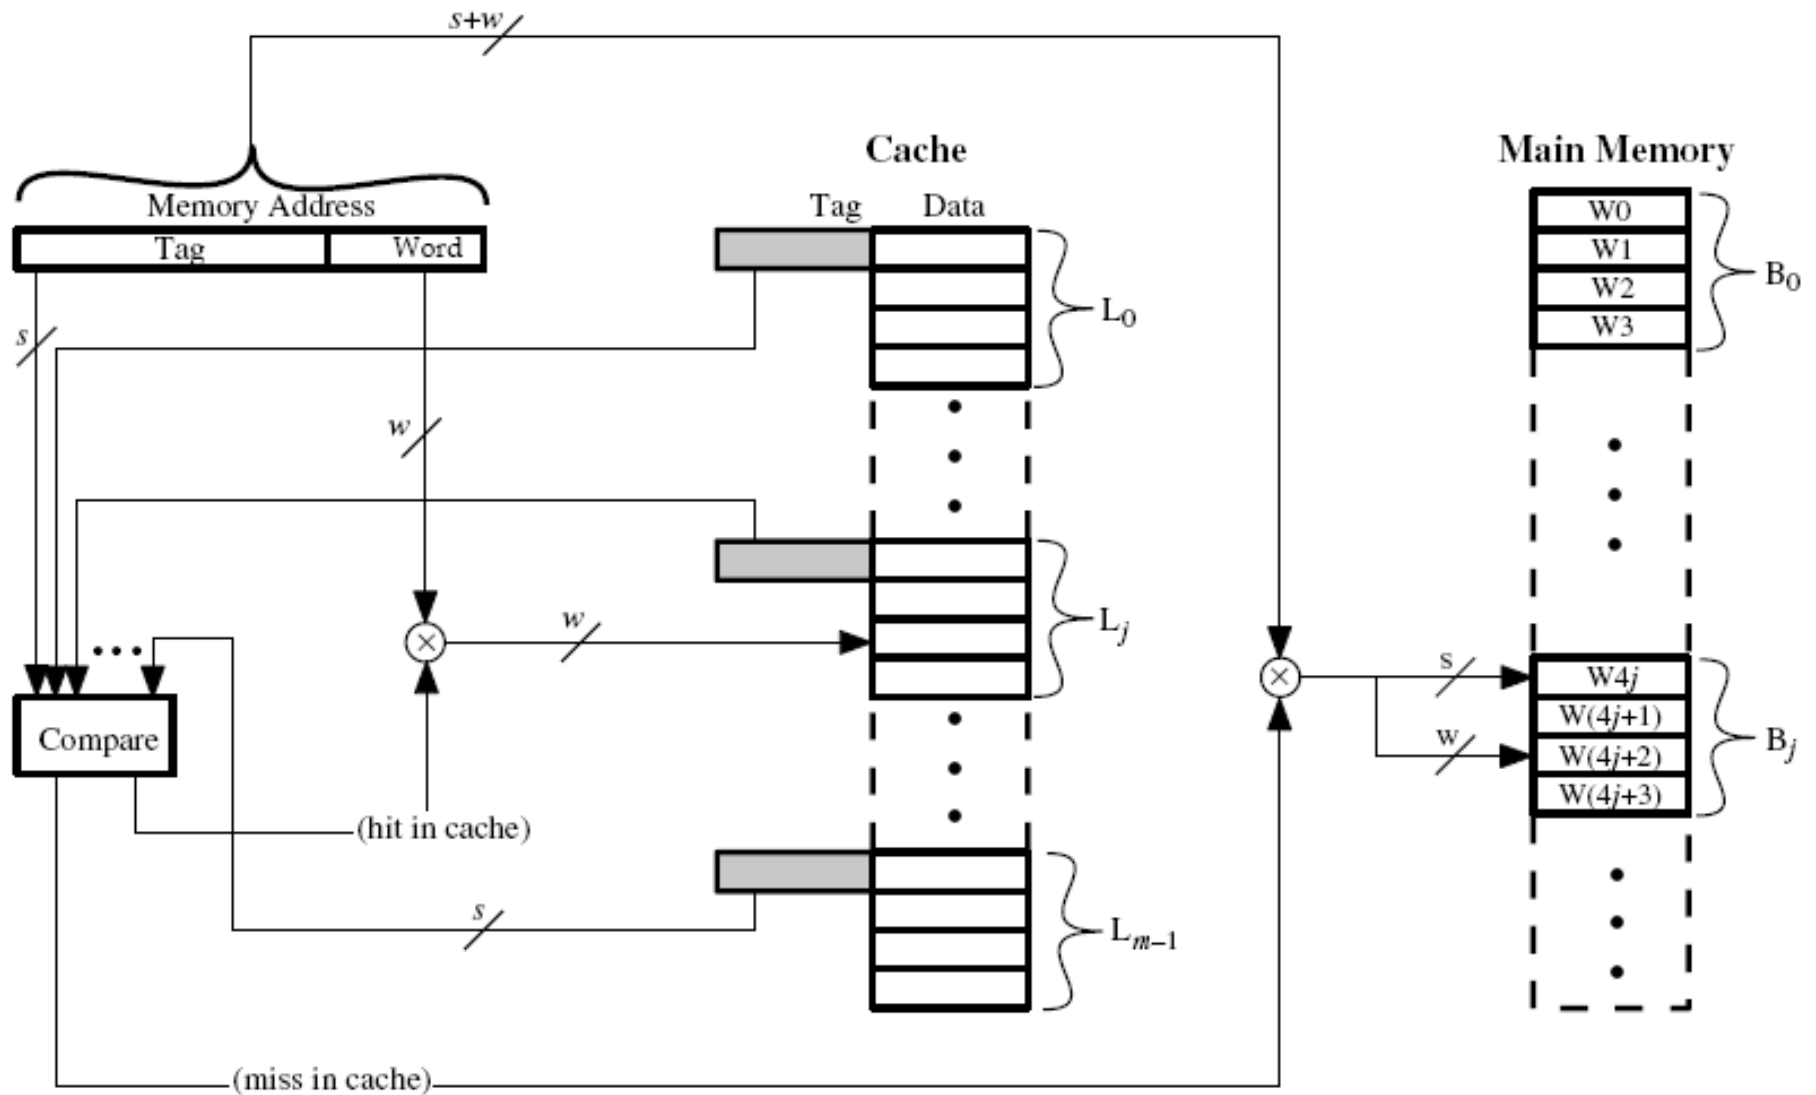 s+w
Cache
Main Memory
Memory Address
Tag Data
Tag Word
W0
W1
W2
W3
B0
L0
s
w
Lj
w
s
W4j
W(4j+1)
w
W(4j+2)
W(4j+3)
Bj
Compare
(hit in cache)
s
Lm–1
(miss in cache)